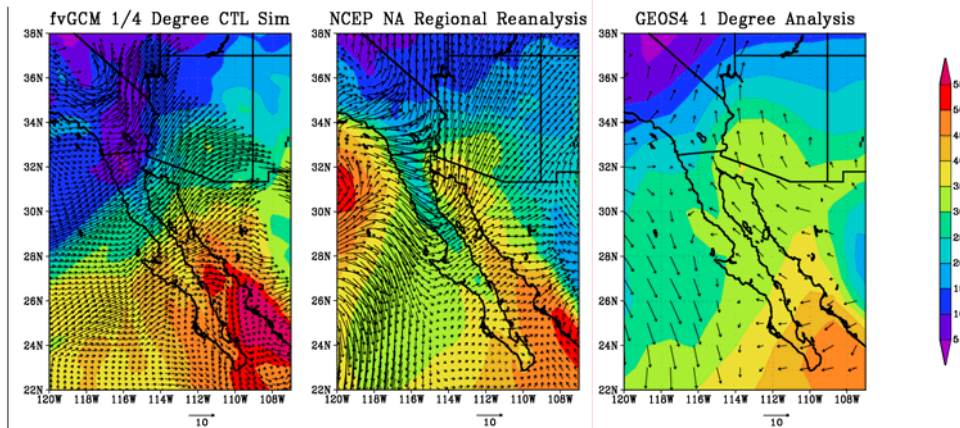 fvGCM 1/4 Degree CTL Sim NCEP NA Regional Reanalysis GEOS4 1 Degree Analysis
38N 38N 38N
36N 36N 36N
34N 34N 34N
32N 32N 32N
30N 30N 30N
28N 28N 28N
26N 26N 26N
24N 24N 24N
22N 22N 22N
120W 118W 116W 114W 112W 110W 108W 120W 118W 116W 114W 112W 110W 108W 120W 118W 116W 114W 112W 110W 108W
10 10 10